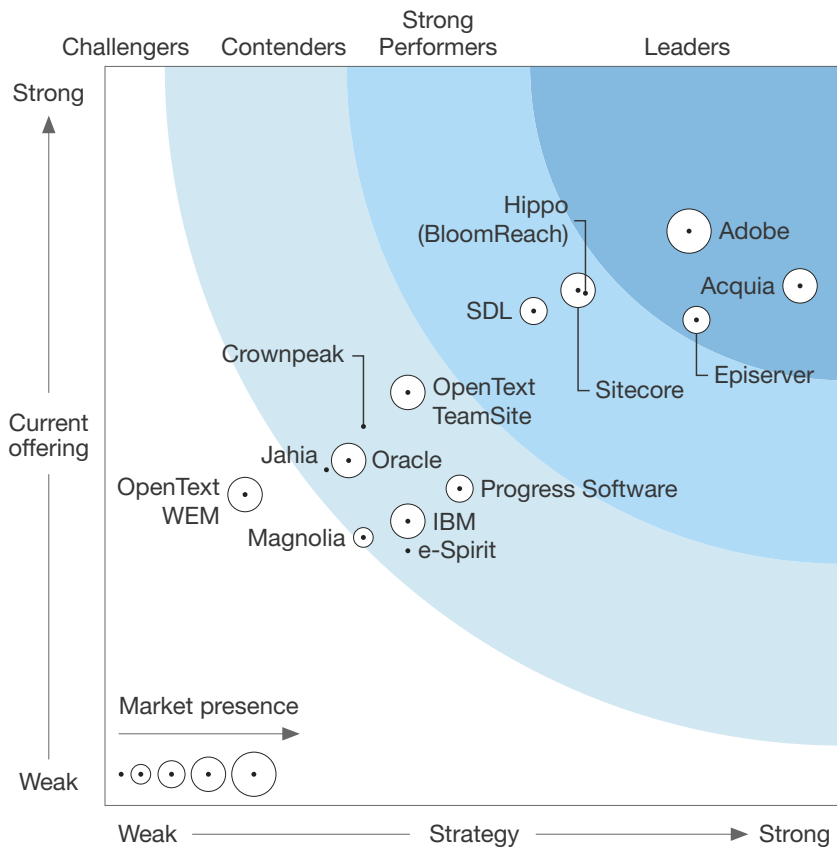 Strong
Challengers Contenders Performers Leaders
Strong
Hippo
(BloomReach)
Adobe
Acquia
SDL
Crownpeak
Episerver
Sitecore
OpenText
TeamSite
Current
offering
Jahia
Oracle
OpenText
WEM
Progress Software
IBM
Magnolia
e-Spirit
Market presence
Weak
Weak Strategy Strong